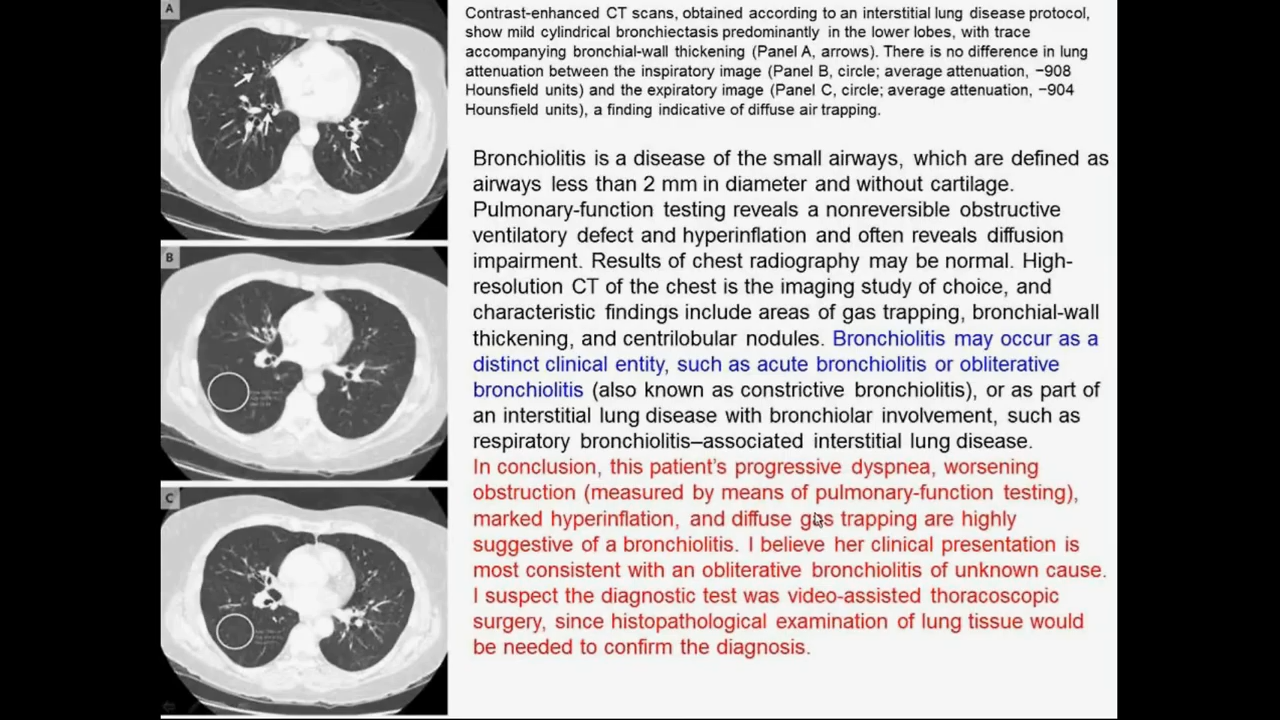 A
B
C
Contrast-enhanced CT scans, obtained according to an interstitial lung disease protocol,
show mild cylindrical bronchiectasis predominantly in the lower lobes, with trace
accompanying bronchial-wall thickening (Panel A, arrows). There is no difference in lung
attenuation between the inspiratory image (Panel B, circle; average attenuation, −908
Hounsfield units) and the expiratory image (Panel C, circle; average attenuation, −904
Hounsfield units), a finding indicative of diffuse air trapping.
Bronchiolitis is a disease of the small airways, which are defined as
airways less than 2 mm in diameter and without cartilage.
Pulmonary-function testing reveals a nonreversible obstructive
ventilatory defect and hyperinflation and often reveals diffusion
impairment. Results of chest radiography may be normal. High-
resolution CT of the chest is the imaging study of choice, and
characteristic findings include areas of gas trapping, bronchial-wall
thickening, and centrilobular nodules. Bronchiolitis may occur as a
distinct clinical entity, such as acute bronchiolitis or obliterative
bronchiolitis (also known as constrictive bronchiolitis), or as part of
an interstitial lung disease with bronchiolar involvement, such as
respiratory bronchiolitis–associated interstitial lung disease.
In conclusion, this patient's progressive dyspnea, worsening
obstruction (measured by means of pulmonary-function testing),
marked hyperinflation, and diffuse gas trapping are highly
suggestive of a bronchiolitis. I believe her clinical presentation is
most consistent with an obliterative bronchiolitis of unknown cause.
I suspect the diagnostic test was video-assisted thoracoscopic
surgery, since histopathological examination of lung tissue would
be needed to confirm the diagnosis.